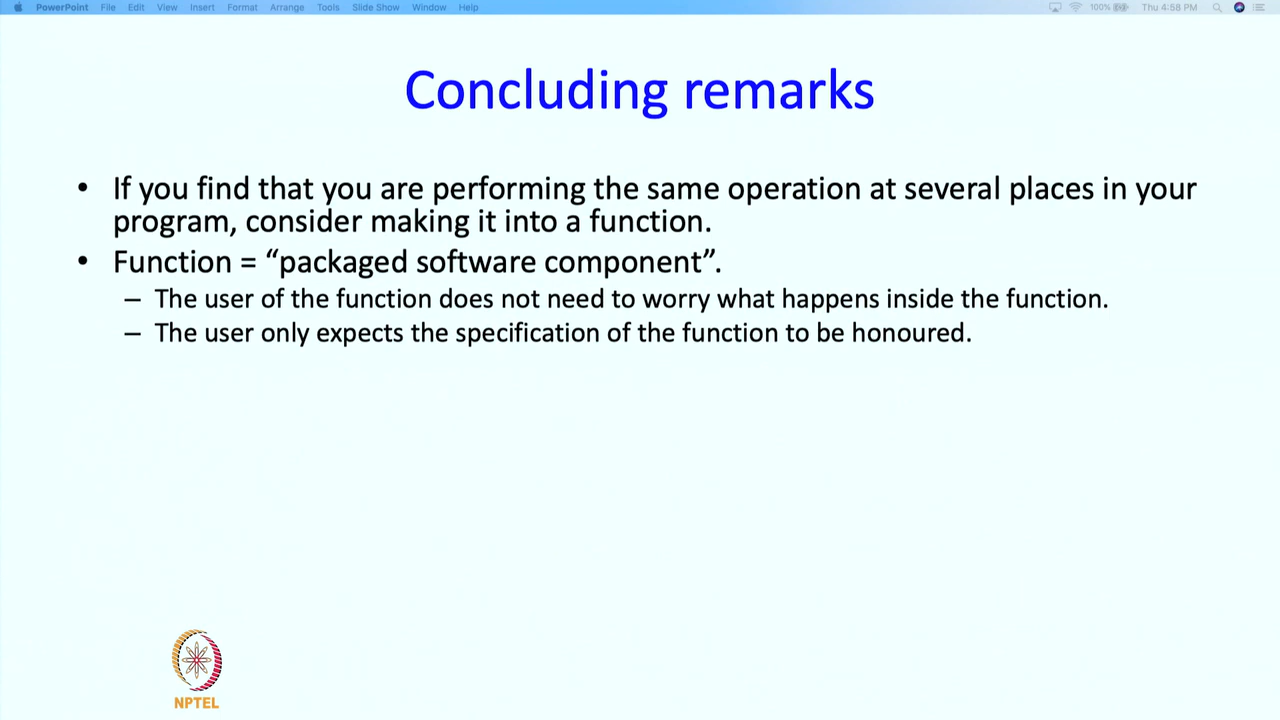 PowerPoint File Edit View Insert Format Arrange Tools Slide Show Window Help 100% Thu 4:58 PM
Concluding remarks
• If you find that you are performing the same operation at several places in your
program, consider making it into a function.
• Function = “packaged software component”.
– The user of the function does not need to worry what happens inside the function.
– The user only expects the specification of the function to be honoured.
NPTEL